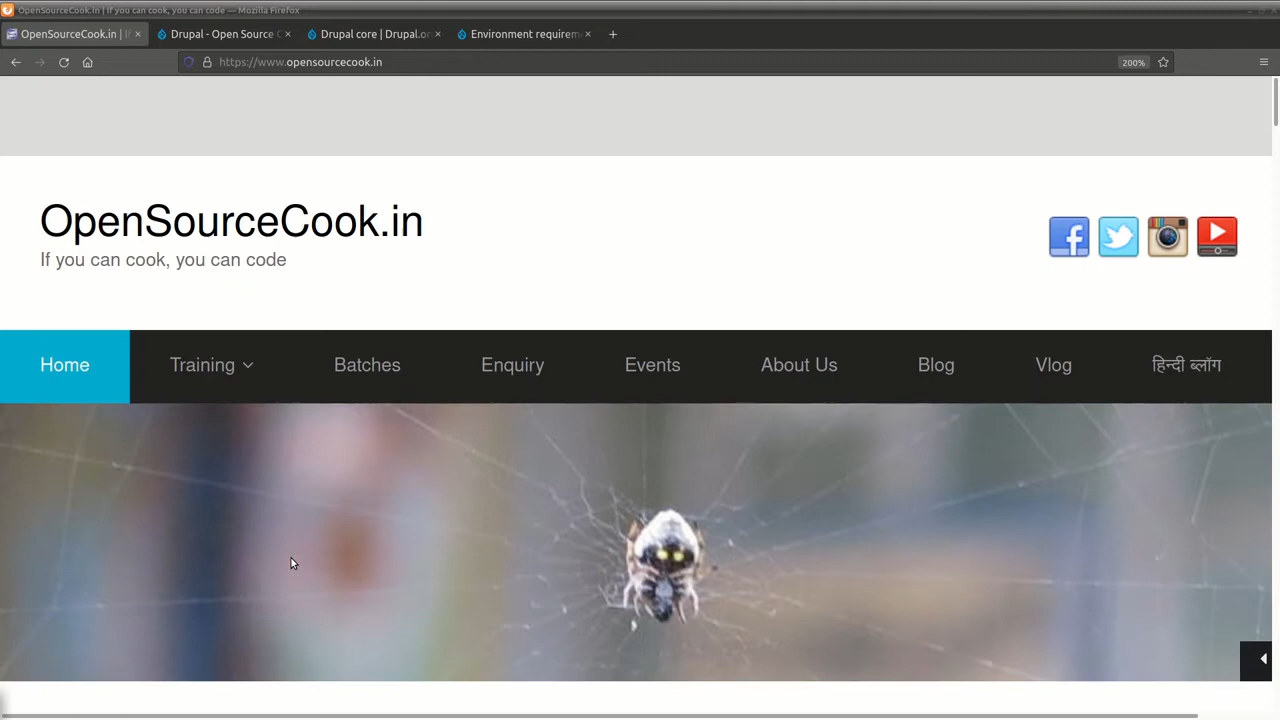 OpenSourceCook.in | If you can cook, you can code — Mozilla Firefox
OpenSourceCook.in | I
Drupal - Open Source C
Drupal core | Drupal.or
Environment requirem
https://www.opensourcecook.in
200%
OpenSourceCook.in
If you can cook, you can code
Home
Training
Batches
Enquiry
Events
About Us
Blog
Vlog
हिन्दी ब्लॉग